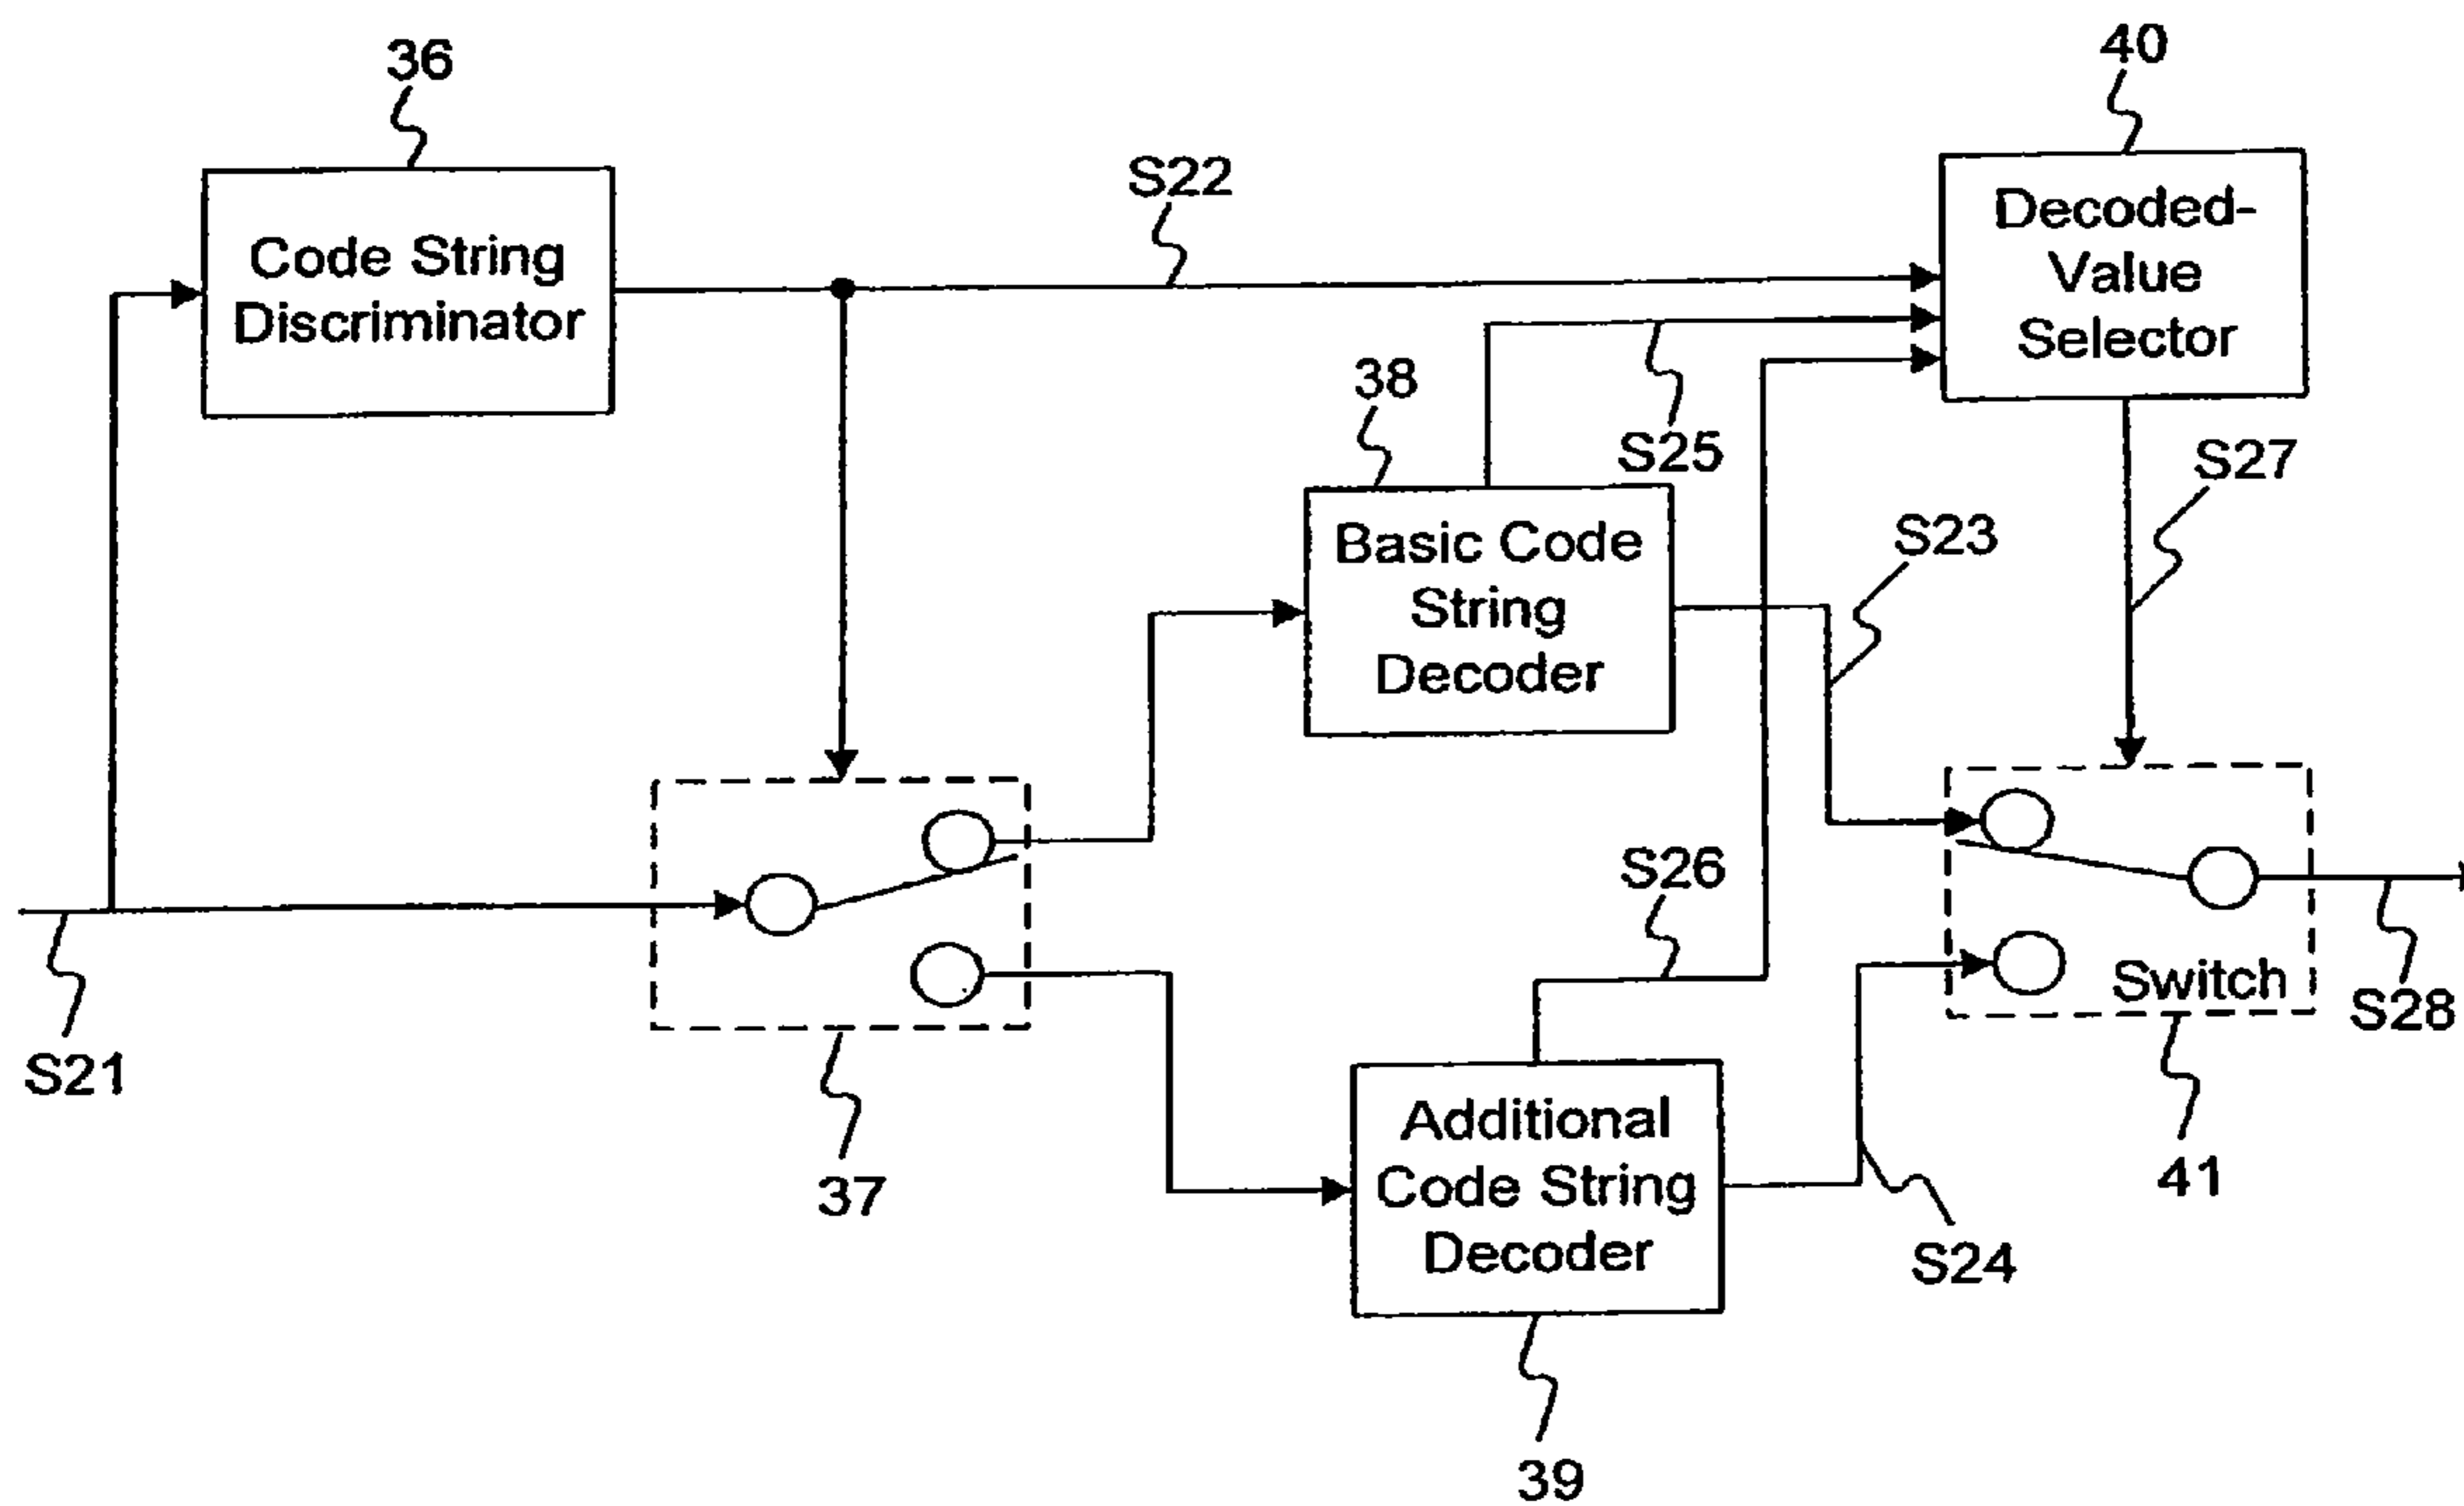 36
40
S22
Code String
Discriminator
Decoded-
Value
Selector
38
S25
S27
S23
Basic Code
String
Decoder
S26
Switch
S28
S21
Additional
Code String
Decoder
37
41
S24
39